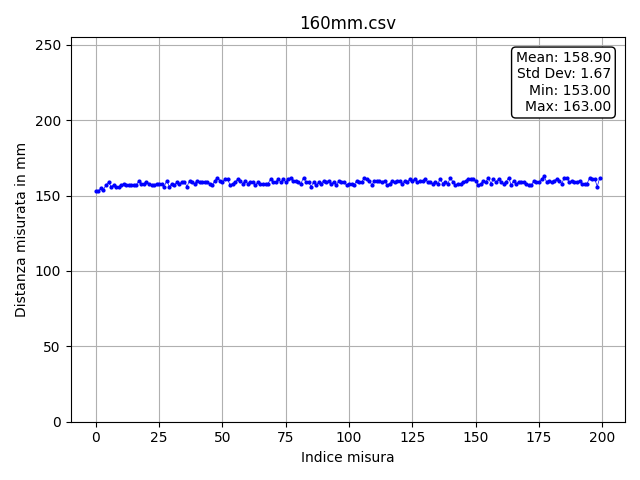 160mm.csv
Mean: 158.90
Std Dev: 1.67
Min: 153.00
Max: 163.00
Distanza misurata in mm
250
200
150
100
50
0
0 25 50 75 100 125 150 175 200
Indice misura